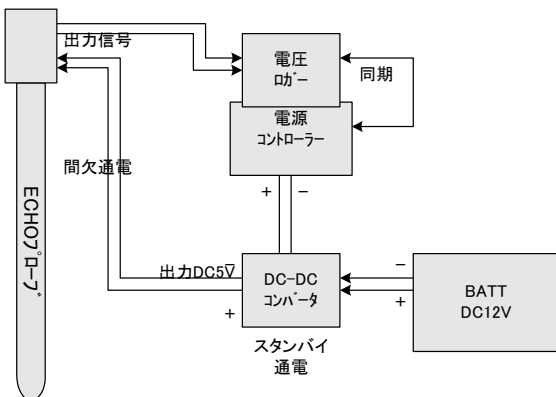 出力信号
電圧
ﾛｶﾞｰ
同期
電源
ｺﾝﾄﾛｰﾗｰ
間欠通電
+ −
ECHOﾌﾟﾛｰﾌﾞ
出力DC5V
−
+
DC-DC
ｺﾝﾊﾞｰﾀ
−
+
BATT
DC12V
スタンバイ
通電